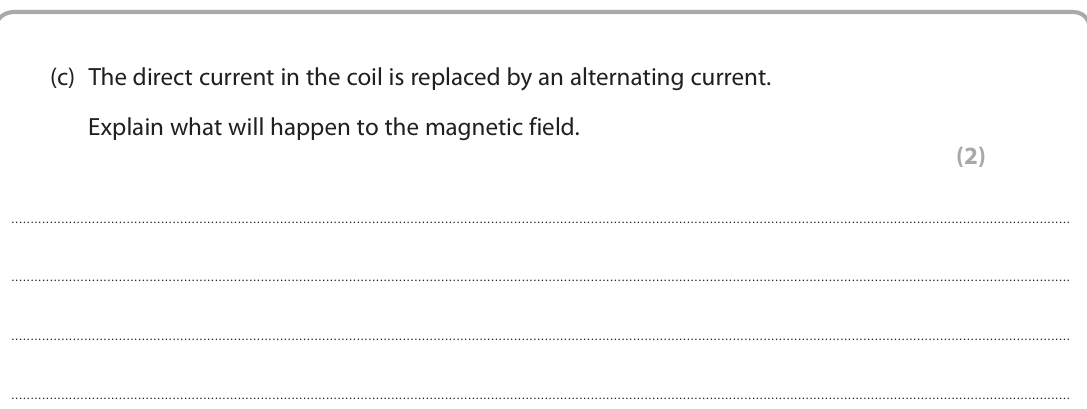 (c) The direct current in the coil is replaced by an alternating current.
Explain what will happen to the magnetic field.
(2)